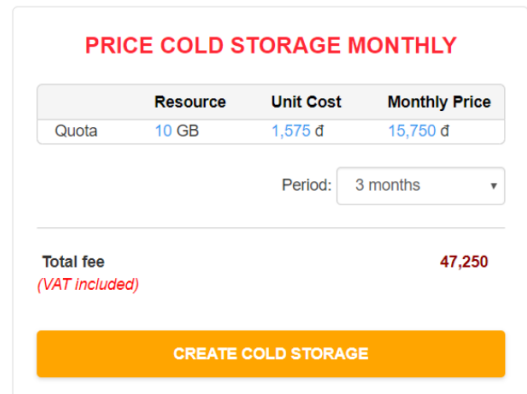 PRICE COLD STORAGE MONTHLY
Resource Unit Cost Monthly Price
Quota 10 GB 1,575 đ 15,750 đ
Period: 3 months
Total fee 47,250
(VAT included)
CREATE COLD STORAGE